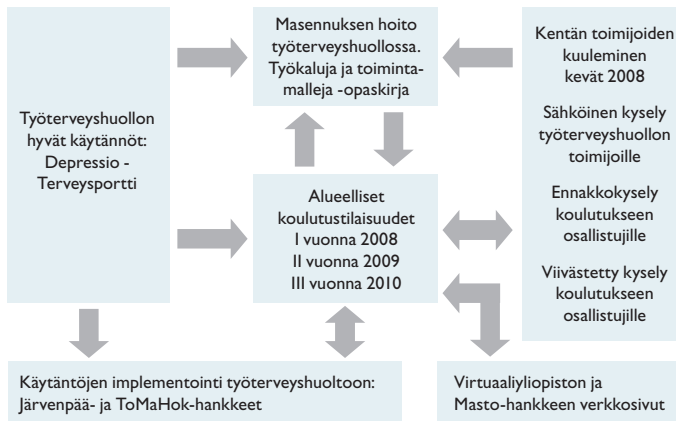 Työterveyshuollon
hyvät käytännöt:
Depressio -
Terveysportti
Masennuksen hoito
työterveyshuollossa.
Työkaluja ja toiminta-
malleja -opaskirja
Alueelliset
koulutustilaisuudet
I vuonna 2008
II vuonna 2009
III vuonna 2010
Kentän toimijoiden
kuuleminen
kevät 2008
Sähköinen kysely
työterveyshuollon
toimijoille
Ennakkokysely
koulutukseen
osallistujille
Viivästetty kysely
koulutukseen
osallistujille
Käytäntöjen implementointi työterveyshuoltoon:
Järvenpää- ja ToMaHok-hankkeet
Virtuaaliyliopiston ja
Masto-hankkeen verkkosivut